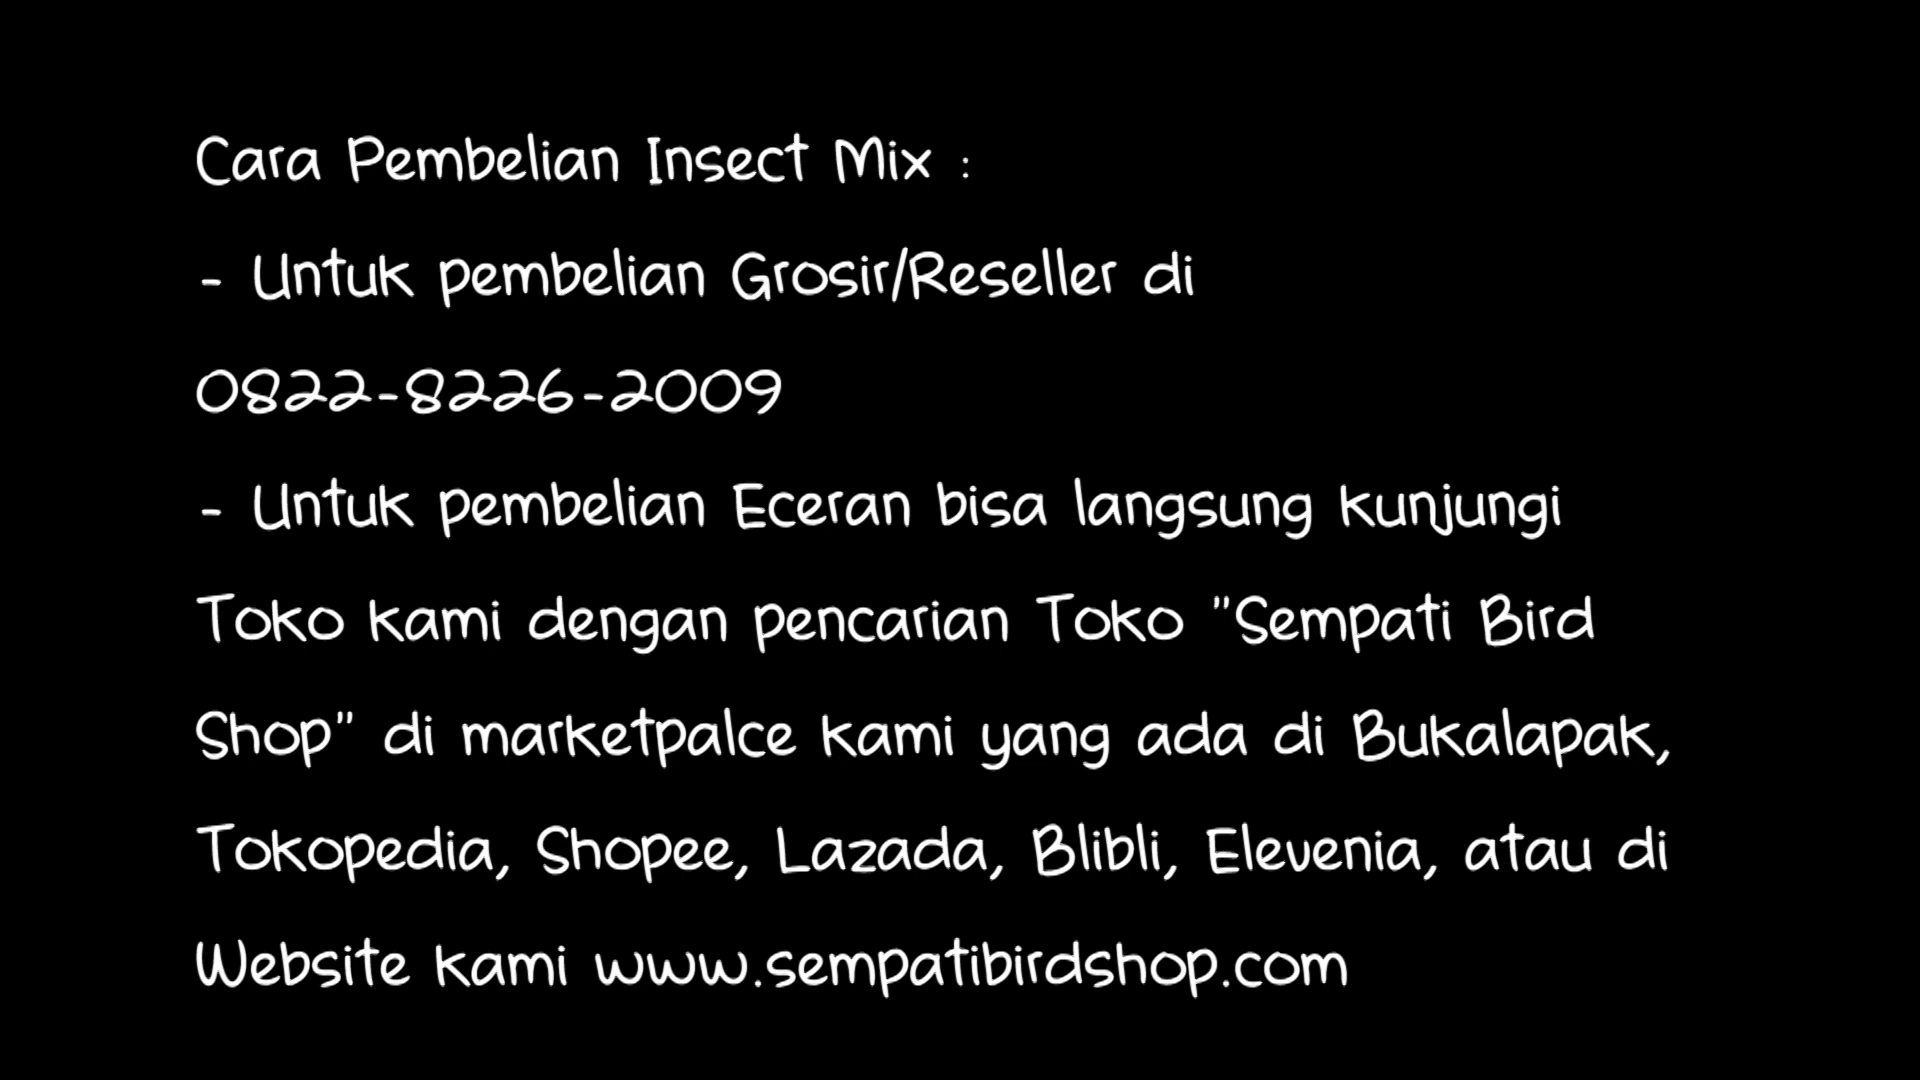 Cara Pembelian Insect Mix :
- Untuk pembelian Grosir/Reseller di
0822-8226-2009
- Untuk pembelian Eceran bisa langsung kunjungi
Toko kami dengan pencarian Toko "Sempati Bird
Shop" di marketpalce kami yang ada di Bukalapak,
Tokopedia, Shopee, Lazada, Blibli, Elevenia, atau di
Website kami www.sempatibirdshop.com